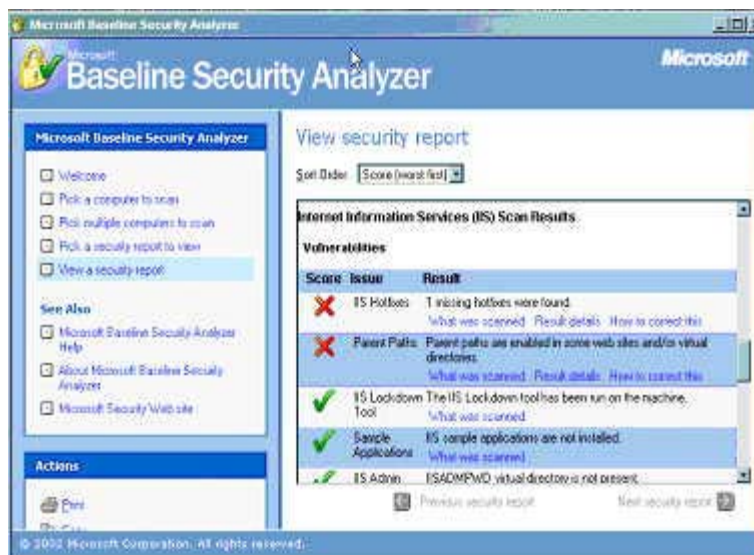 Microsoft Baseline Security Analyzer
Microsoft
Baseline Security Analyzer
Microsoft
Microsoft Baseline Security Analyzer
Welcome
Pick a computer to scan
Pick multiple computers to scan
Pick a security report to view
View a security report
See Also
Microsoft Baseline Security Analyzer
Help
About Microsoft Baseline Security
Analyzer
Microsoft Security Web site
Actions
Print
Copy
View security report
Sort Order Score (worst first)
Internet Information Services (IIS) Scan Results
Vulnerabilities
Score Issue Result
IIS Hotfixes 1 missing hotfixes were found.
What was scanned Result details How to correct this
Parent Paths Parent paths are enabled in some web sites and/or virtual
directories.
What was scanned Result details How to correct this
IIS Lockdown The IIS Lockdown tool has been run on the machine.
Tool What was scanned
Sample IIS sample applications are not installed.
Applications What was scanned
IIS Admin IISADMPWD virtual directory is not present.
Previous security report Next security report
© 2002 Microsoft Corporation. All rights reserved.